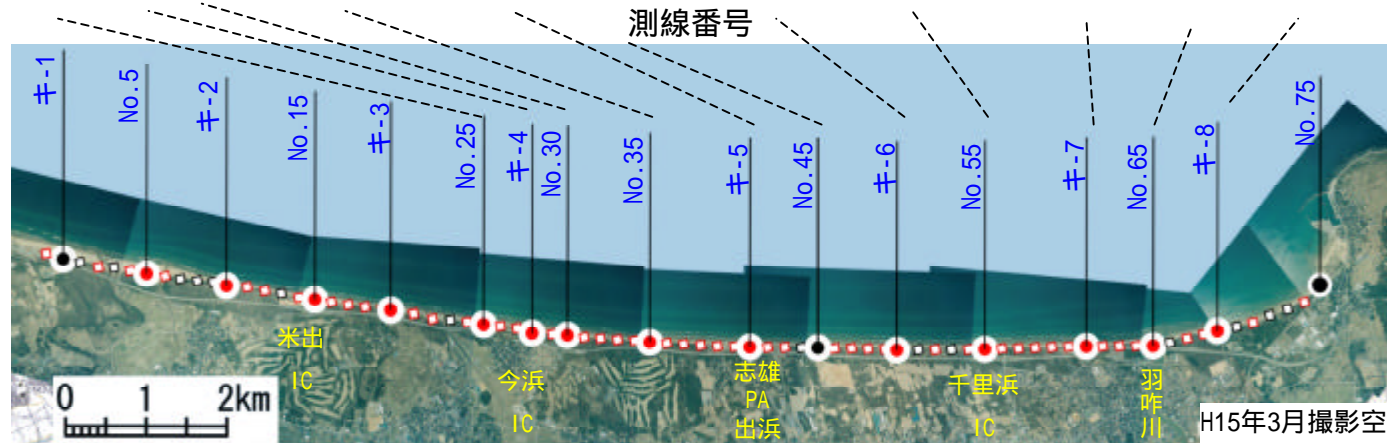 測線番号
キ-1
No.5
キ-2
No.15
キ-3
No.25
キ-4
No.30
No.35
キ-5
No.45
キ-6
No.55
キ-7
No.65
キ-8
No.75
米出
IC
今浜
IC
志雄
PA
出浜
千里浜
IC
羽咋川
0 1 2km
H15年3月撮影空